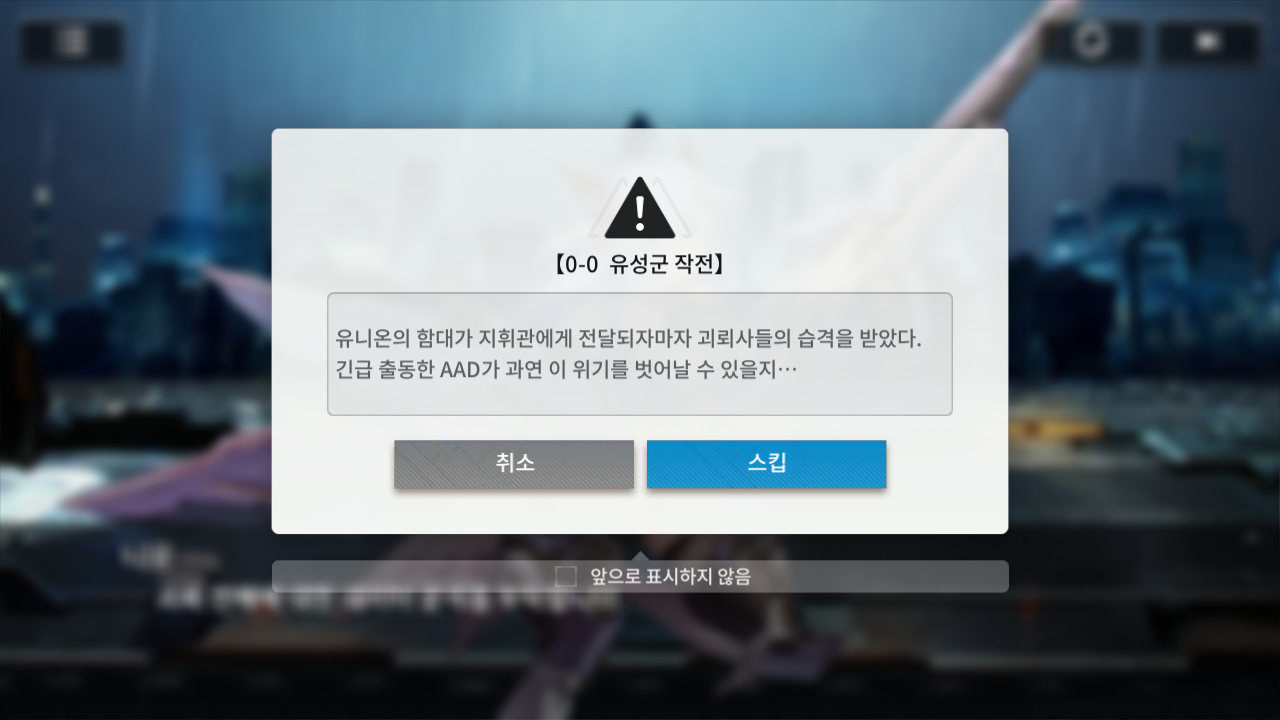 【0-0 유성군 작전】
유니온의 함대가 지휘관에게 전달되자마자 괴뢰사들의 습격을 받았다.
긴급 출동한 AAD가 과연 이 위기를 벗어날 수 있을지…
취소
스킵
앞으로 표시하지 않음